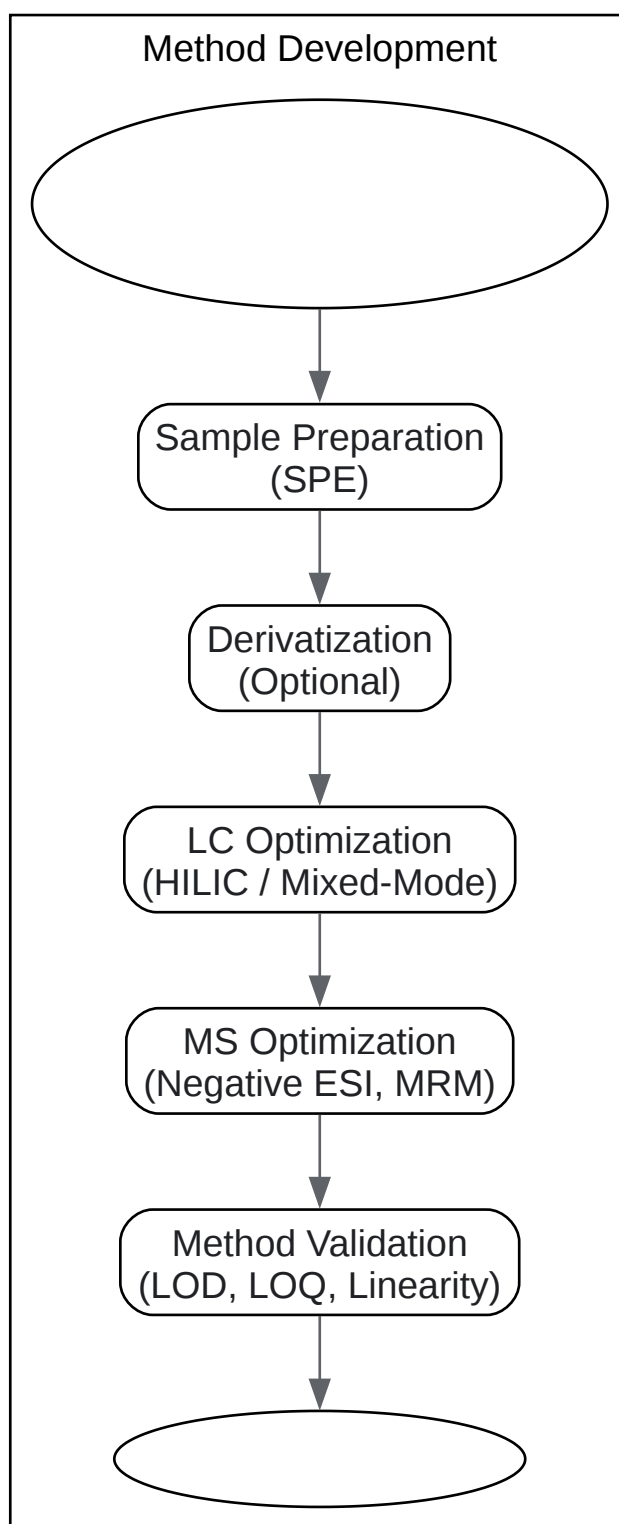 Method Development
Sample Preparation
(SPE)
Derivatization
(Optional)
LC Optimization
(HILIC / Mixed-Mode)
MS Optimization
(Negative ESI, MRM)
Method Validation
(LOD, LOQ, Linearity)